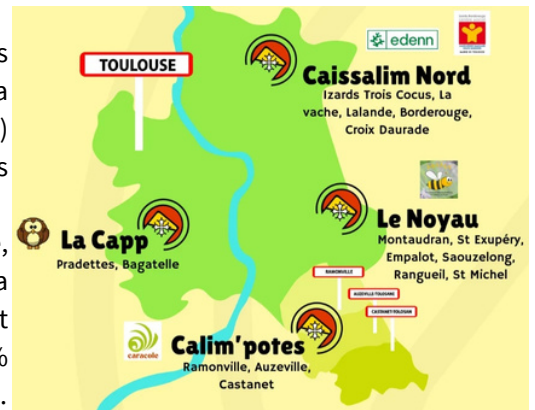 s
a
)
s
,
a
t
%
.
TOULOUSE
edenn
Caissalim Nord
Izards Trois Cocus, La
vache, Lalande, Borderouge,
Croix Daurade
Le Noyau
Montaudran, St Exupéry,
Empalot, Saouzelong,
Rangueil, St Michel
La Capp
Pradettes, Bagatelle
RAMONVILLE
AUZEVILLE-TOLOSANE
CASTANET-TOLOSAN
caracole
Calim'potes
Ramonville, Auzeville,
Castanet